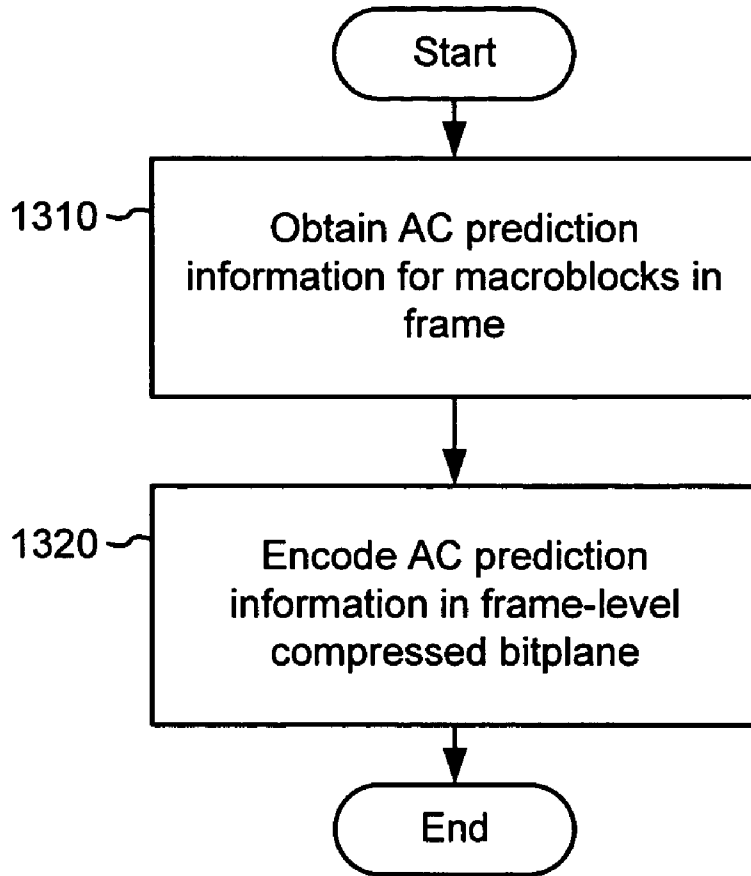 Start
1310
Obtain AC prediction
information for macroblocks in
frame
1320
Encode AC prediction
information in frame-level
compressed bitplane
End